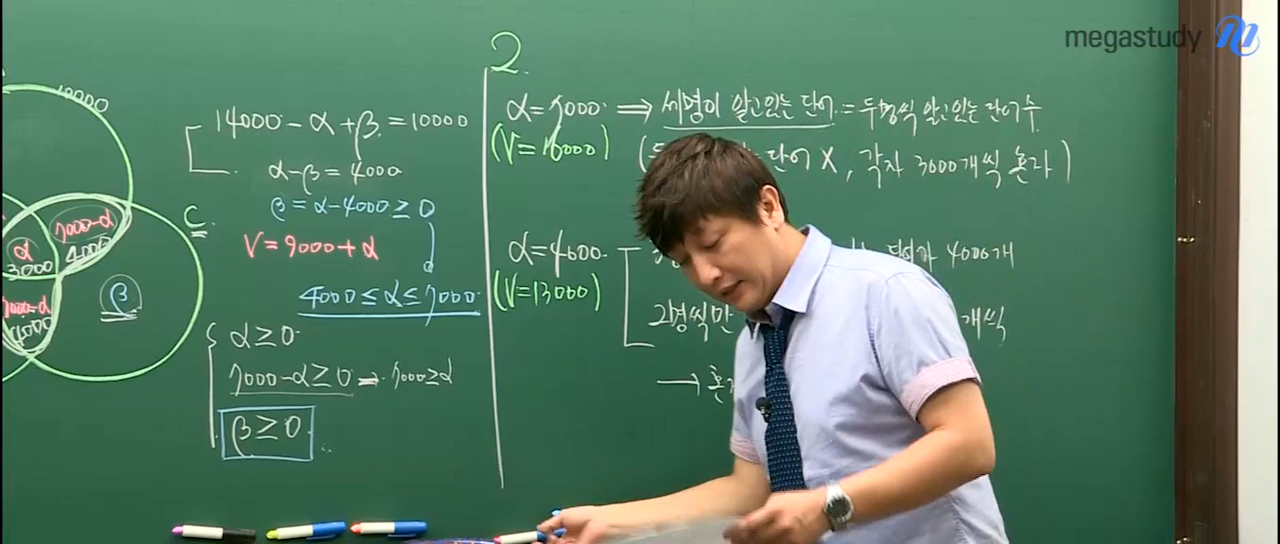 megastudy
2.
10000
14000 - α + β = 10000
α - β = 4000
β = α - 4000 ≥ 0
V = 9000 + α
4000 ≤ α ≤ 7000
α ≥ 0
7000 - α ≥ 0 → 7000 ≥ α
β ≥ 0
C
7000-α
4000
α
3000
7000-α
4000
β
α = 7000 ⇒ 세명이 알고있는 단어 = 두명씩 알고있는 단어수
(V = 16000)
단어 X, 각자 3000개씩 혼자)
α = 4000
4000개
(V = 13000)
2명씩만
개씩
→ 혼자